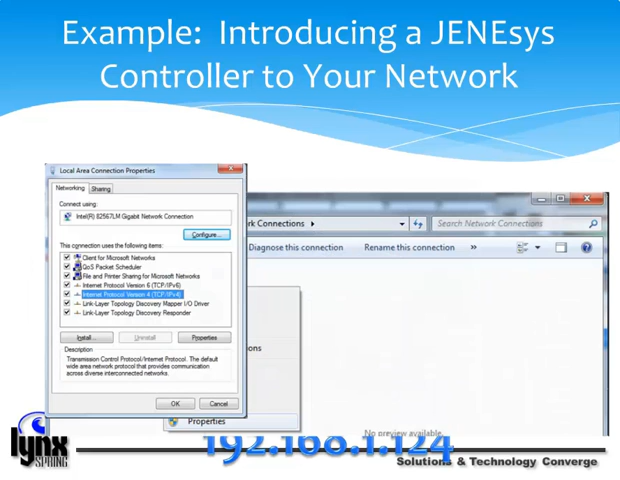 Example:  Introducing a JENEsys
Controller to Your Network
Local Area Connection Properties
Networking Sharing
Connect using:
Intel(R) 82567LM Gigabit Network Connection
Configure...
This connection uses the following items:
Client for Microsoft Networks
QoS Packet Scheduler
File and Printer Sharing for Microsoft Networks
Internet Protocol Version 6 (TCP/IPv6)
Internet Protocol Version 4 (TCP/IPv4)
Link-Layer Topology Discovery Mapper I/O Driver
Link-Layer Topology Discovery Responder
Install... Uninstall Properties
Description
Transmission Control Protocol/Internet Protocol. The default
wide area network protocol that provides communication
across diverse interconnected networks.
OK Cancel
rk Connections
Search Network Connections
Diagnose this connection Rename this connection »
ons
Properties
No preview available.
192.168.1.124
lynx
SPRING
Solutions & Technology Converge